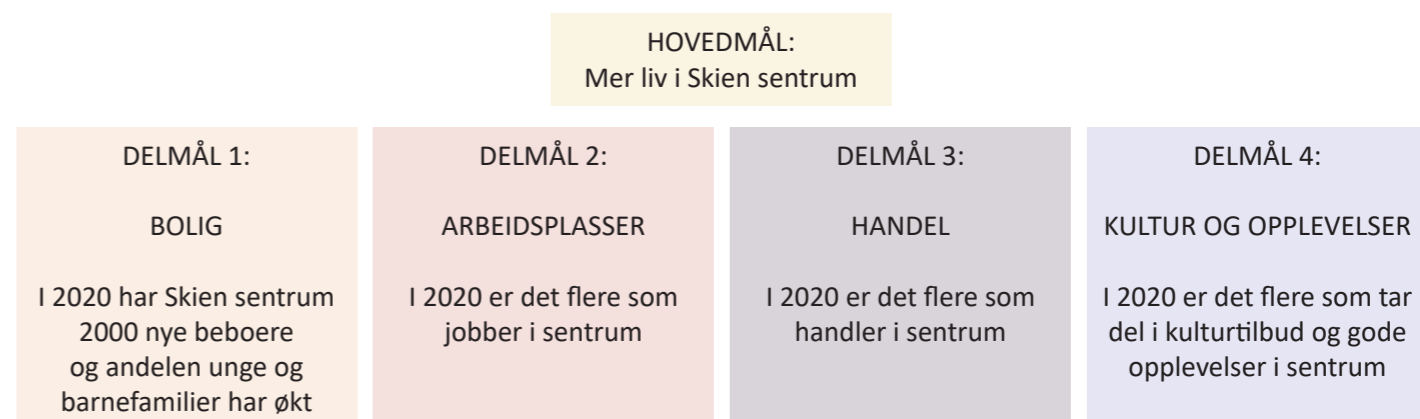 HOVEDMÅL:
Mer liv i Skien sentrum
DELMÅL 1:
BOLIG
I 2020 har Skien sentrum
2000 nye beboere
og andelen unge og
barnefamilier har økt
DELMÅL 2:
ARBEIDSPLASSER
I 2020 er det flere som
jobber i sentrum
DELMÅL 3:
HANDEL
I 2020 er det flere som
handler i sentrum
DELMÅL 4:
KULTUR OG OPPLEVELSER
I 2020 er det flere som tar
del i kulturtilbud og gode
opplevelser i sentrum